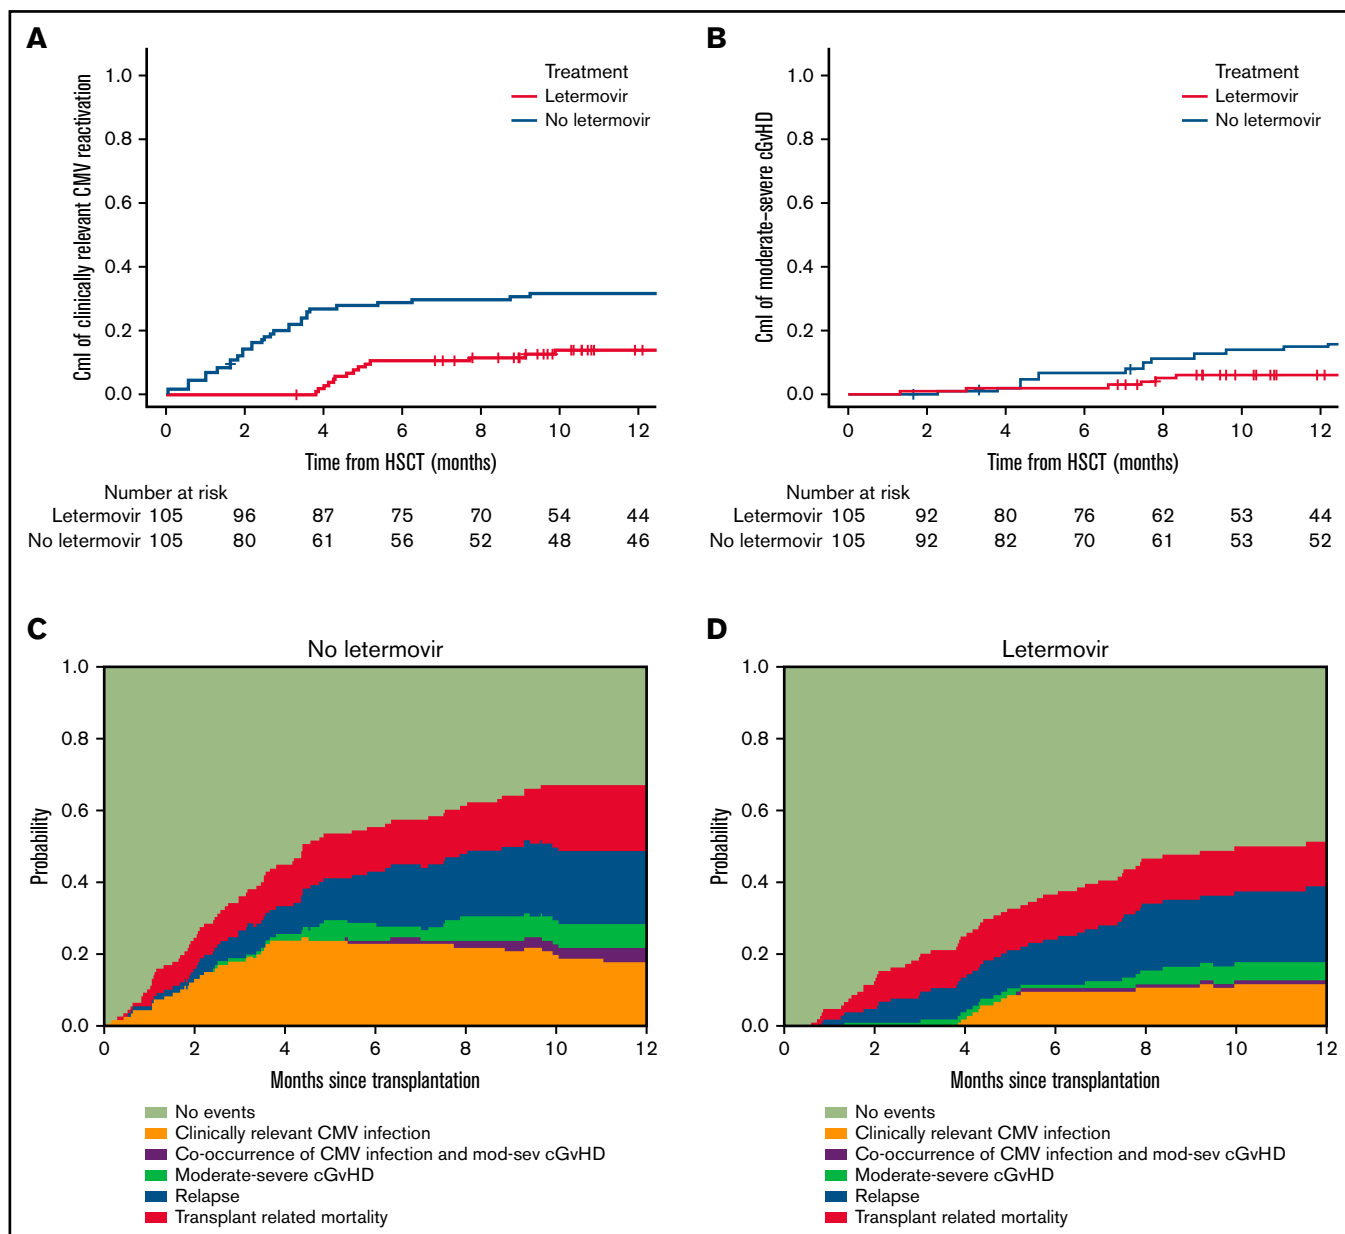 A
Cml of clinically relevant CMV reactivation
1.0
0.8
0.6
0.4
0.2
0.0
Treatment
Letermovir
No letermovir
0 2 4 6 8 10 12
Time from HSCT (months)
Number at risk
Letermovir 105 96 87 75 70 54 44
No letermovir 105 80 61 56 52 48 46
B
Cml of moderate–severe cGvHD
1.0
0.8
0.6
0.4
0.2
0.0
Treatment
Letermovir
No letermovir
0 2 4 6 8 10 12
Time from HSCT (months)
Number at risk
Letermovir 105 92 80 76 62 53 44
No letermovir 105 92 82 70 61 53 52
C
No letermovir
Probability
1.0
0.8
0.6
0.4
0.2
0.0
0 2 4 6 8 10 12
Months since transplantation
No events
Clinically relevant CMV infection
Co-occurrence of CMV infection and mod-sev cGvHD
Moderate-severe cGvHD
Relapse
Transplant related mortality
D
Letermovir
Probability
1.0
0.8
0.6
0.4
0.2
0.0
0 2 4 6 8 10 12
Months since transplantation
No events
Clinically relevant CMV infection
Co-occurrence of CMV infection and mod-sev cGvHD
Moderate-severe cGvHD
Relapse
Transplant related mortality